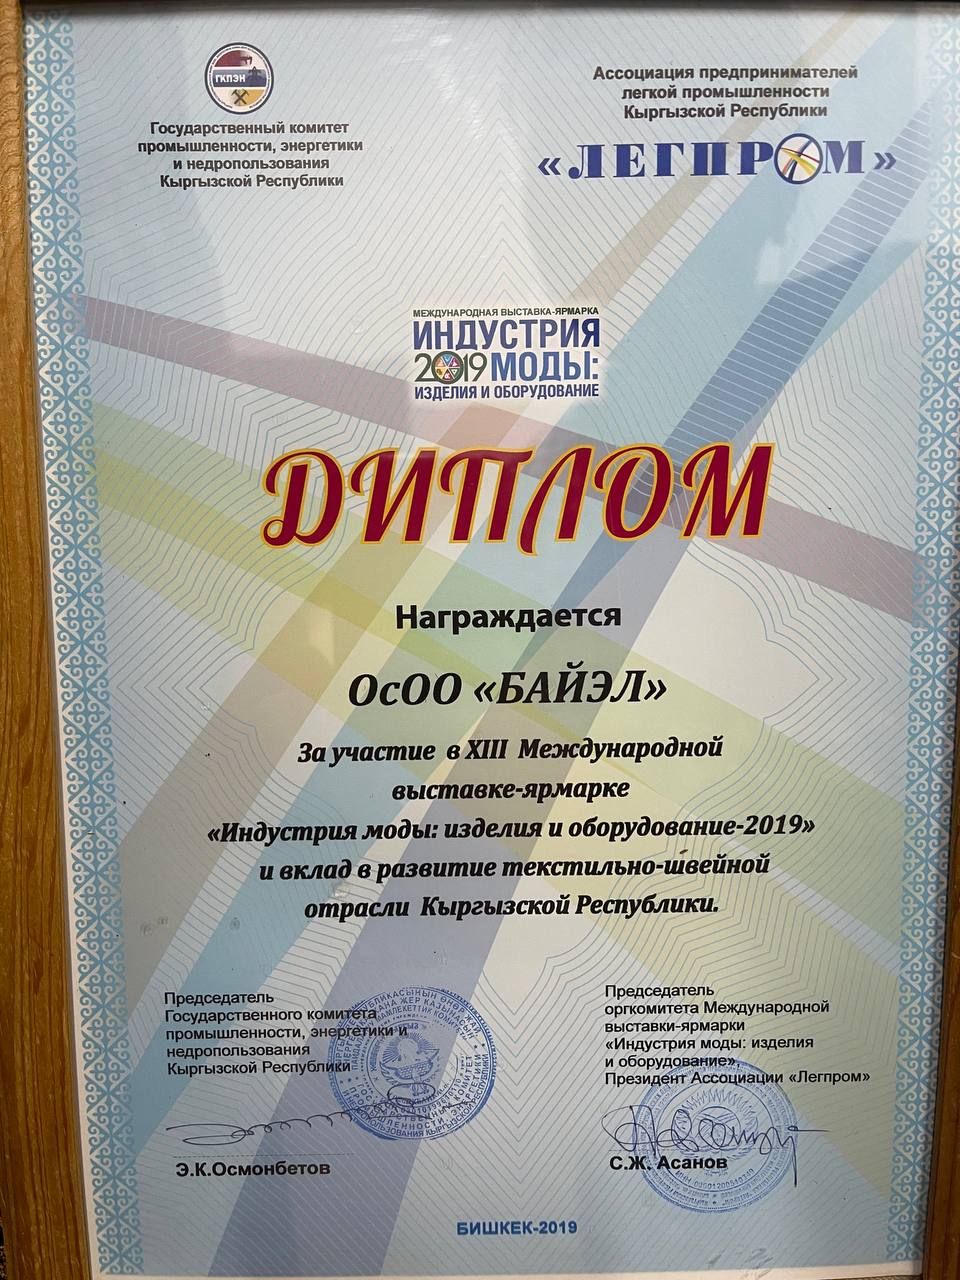 ГКПЭН
Государственный комитет
промышленности, энергетики
и недропользования
Кыргызской Республики
Ассоциация предпринимателей
легкой промышленности
Кыргызской Республики
«ЛЕГПРОМ»
МЕЖДУНАРОДНАЯ ВЫСТАВКА-ЯРМАРКА
ИНДУСТРИЯ
2019 МОДЫ:
ИЗДЕЛИЯ И ОБОРУДОВАНИЕ
ДИПЛОМ
Награждается
ОсОО «БАЙЭЛ»
За участие в XIII Международной
выставке-ярмарке
«Индустрия моды: изделия и оборудование-2019»
и вклад в развитие текстильно-швейной
отрасли Кыргызской Республики.
Председатель
Государственного комитета
промышленности, энергетики и
недропользования
Кыргызской Республики
Э.К.Осмонбетов
Председатель
оргкомитета Международной
выставки-ярмарки
«Индустрия моды: изделия
и оборудование»,
Президент Ассоциации «Легпром»
С.Ж. Асанов
БИШКЕК-2019